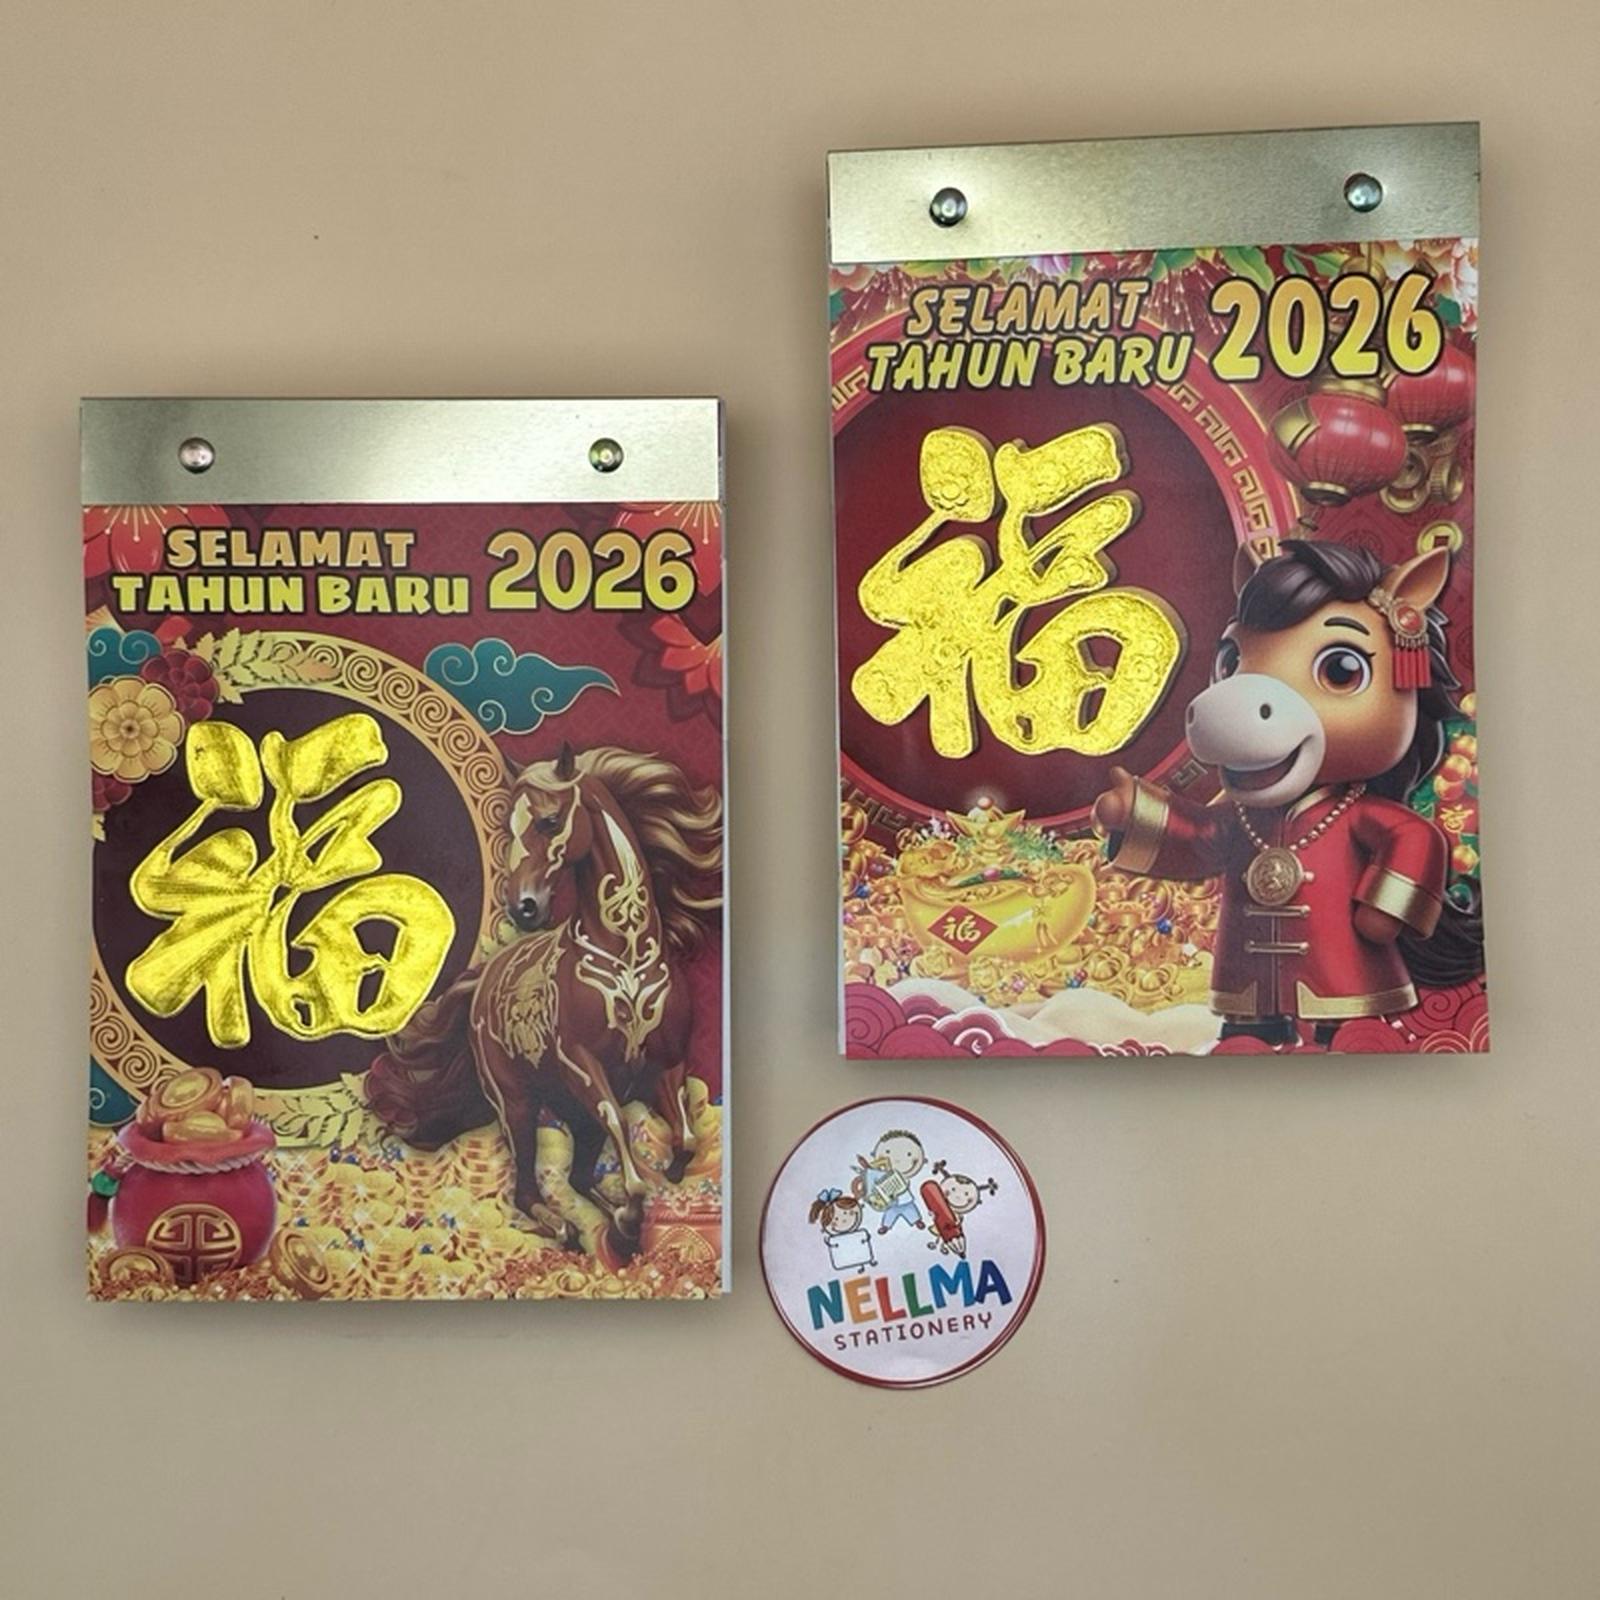 SELAMAT
TAHUN BARU 2026
福
SELAMAT
TAHUN BARU 2026
福
福
NELLMA
STATIONERY